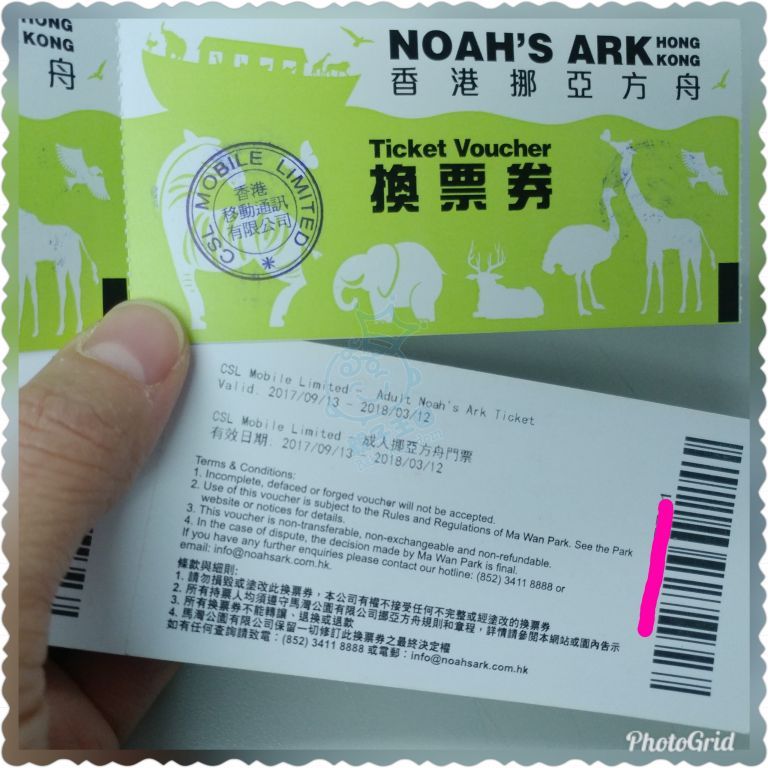 HONG
KONG
舟
NOAH'S ARK HONG KONG
香港挪亞方舟
Ticket Voucher
換票券
CSL MOBILE LIMITED *
香港
移動通訊
有限公司
CSL Mobile Limited - Adult Noah's Ark Ticket
Valid. 2017/09/13 - 2018/03/12
CSL Mobile Limited - 成人挪亞方舟門票
有效日期. 2017/09/13 - 2018/03/12
Terms & Conditions:
1. Incomplete, defaced or forged voucher will not be accepted.
2. Use of this voucher is subject to the Rules and Regulations of Ma Wan Park. See the Park
website or notices for details.
3. This voucher is non-transferable, non-exchangeable and non-refundable.
4. In the case of dispute, the decision made by Ma Wan Park is final.
If you have any further enquiries please contact our hotline: (852) 3411 8888 or
email: info@noahsark.com.hk.
條款與細則:
1. 請勿損毀或塗改此換票券，本公司有權不接受任何不完整或經塗改的換票券
2. 所有持票人均須遵守馬灣公園有限公司挪亞方舟規則和章程，詳情請參閱本網站或園內告示
3. 所有換票券不能轉讓、退換或退款
4. 馬灣公園有限公司保留一切修訂此換票券之最終決定權
如有任何查詢請致電：(852) 3411 8888 或電郵：info@noahsark.com.hk
PhotoGrid